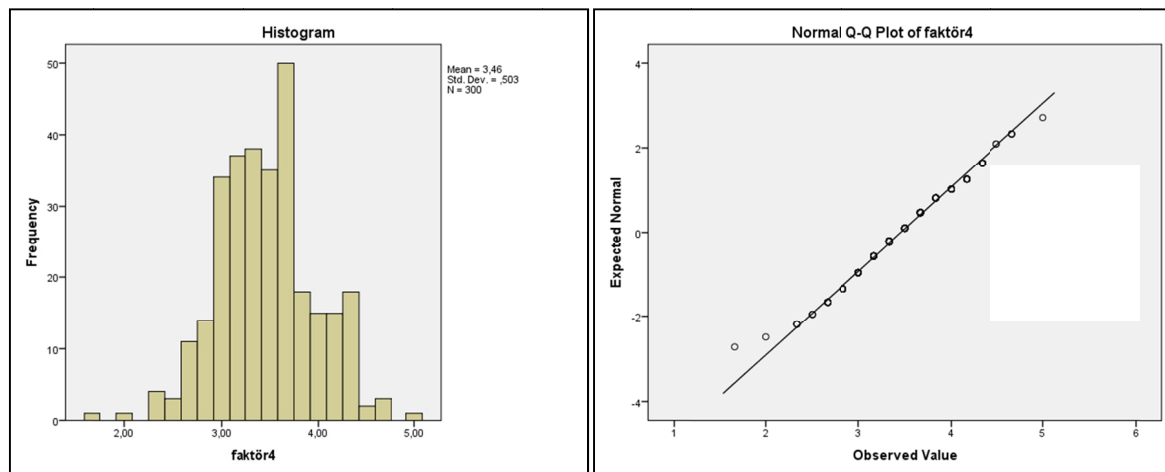 Histogram
Mean = 3,46
Std. Dev. = ,503
N = 300
50
40
30
20
10
0
Frequency
2,00 3,00 4,00 5,00
faktör4
Normal Q-Q Plot of faktör4
4
2
0
-2
-4
Expected Normal
1 2 3 4 5 6
Observed Value